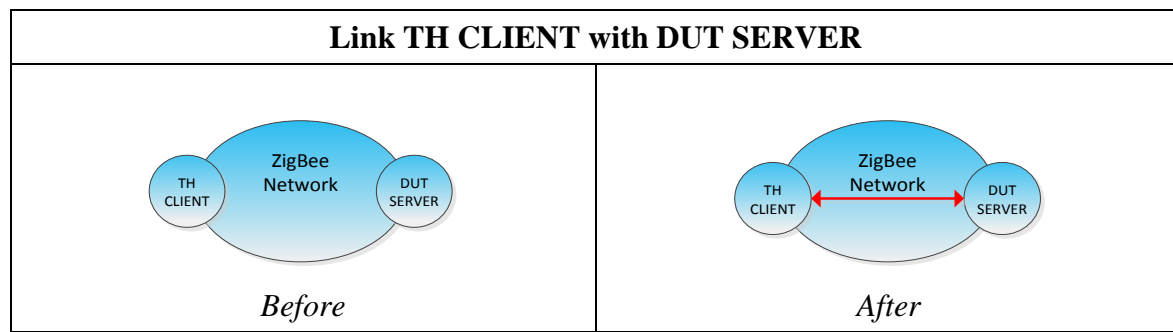 Link TH CLIENT with DUT SERVER
ZigBee
Network
TH
CLIENT
DUT
SERVER
Before
ZigBee
Network
TH
CLIENT
DUT
SERVER
After